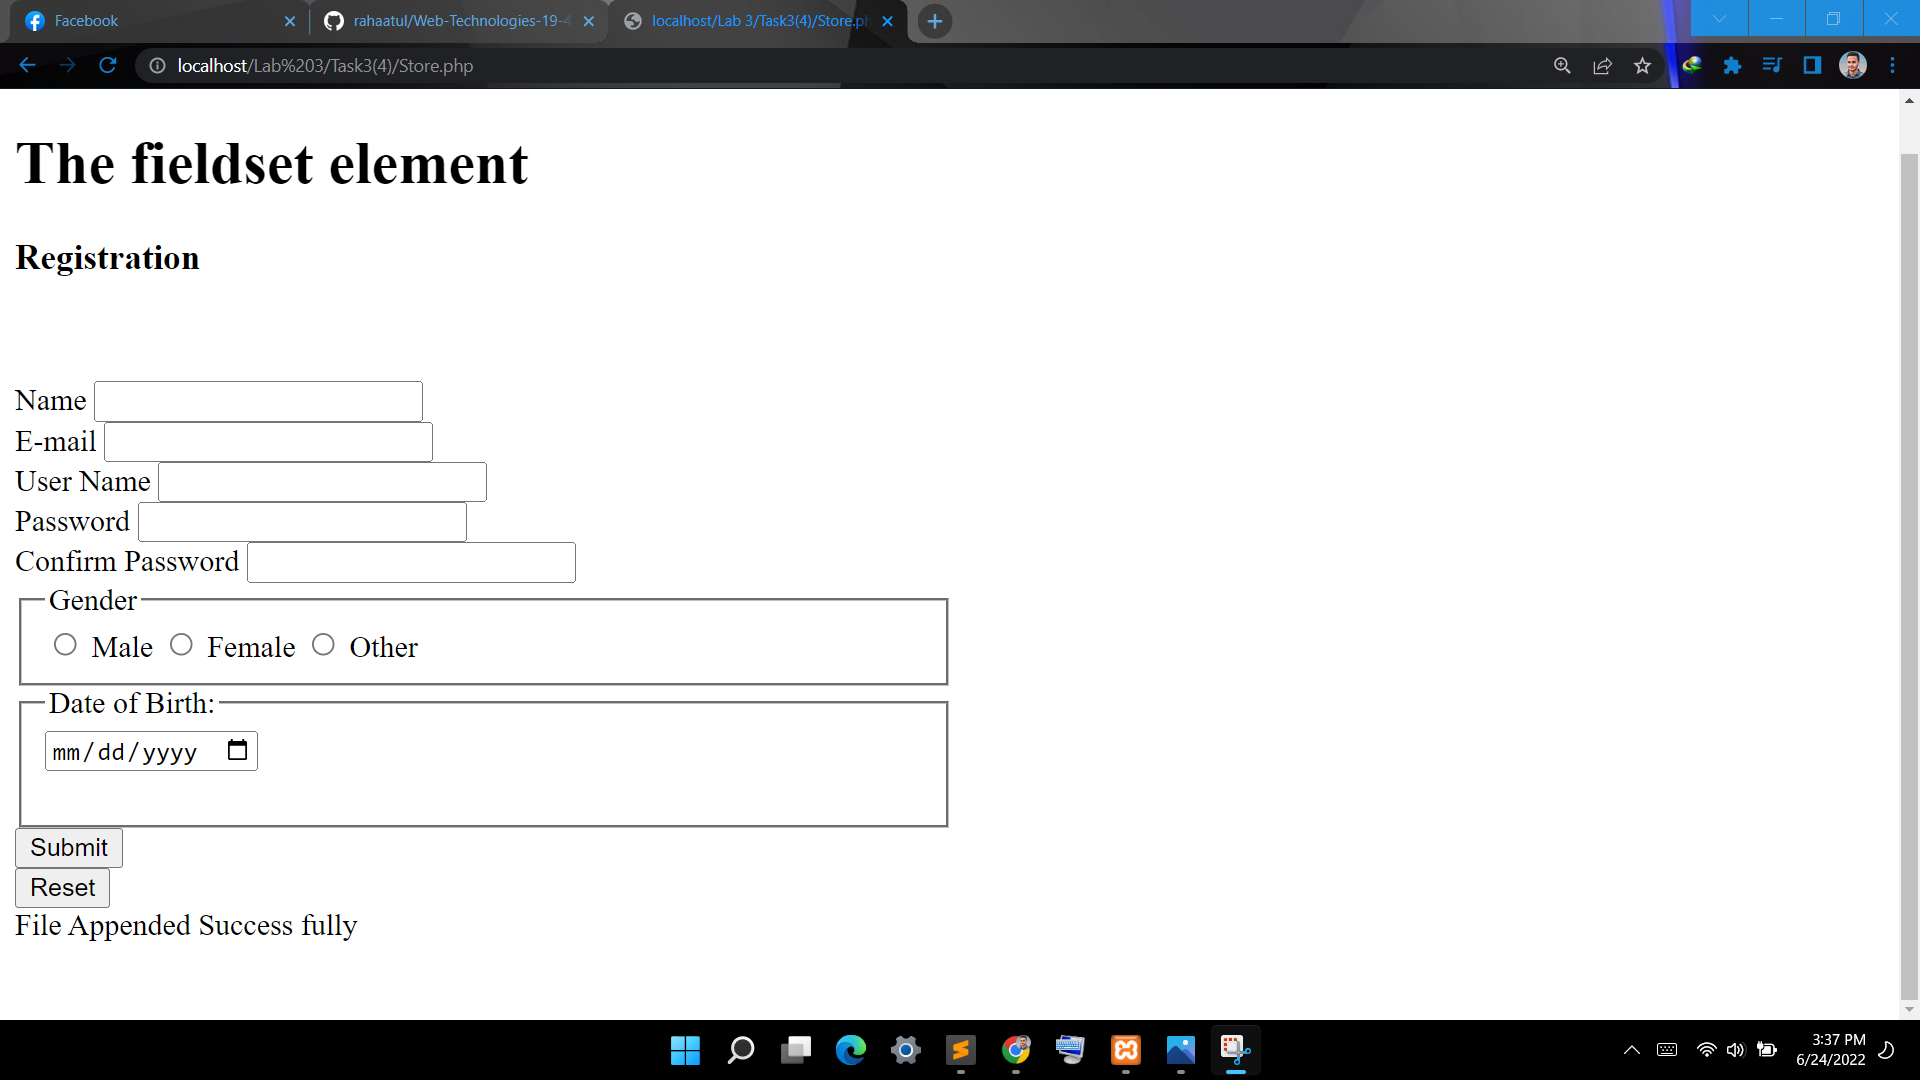 Facebook
rahaatul/Web-Technologies-19-4
localhost/Lab 3/Task3(4)/Store.ph
localhost/Lab%203/Task3(4)/Store.php
The fieldset element
Registration
Name
E-mail
User Name
Password
Confirm Password
Gender
Male Female Other
Date of Birth:
mm/dd/yyyy
Submit
Reset
File Appended Success fully
3:37 PM
6/24/2022